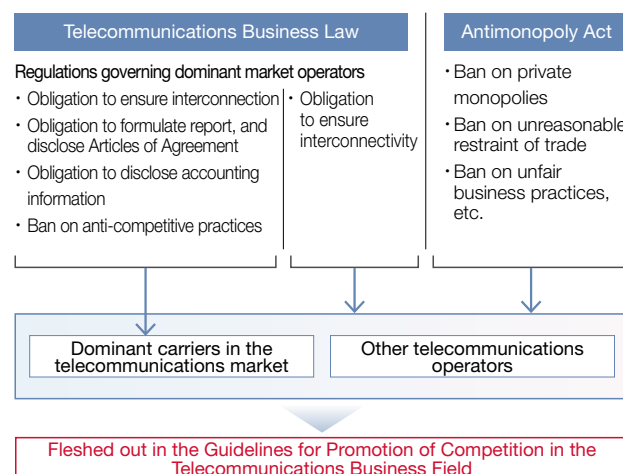 Telecommunications Business Law
Regulations governing dominant market operators
・Obligation to ensure interconnection
・Obligation to formulate report, and
disclose Articles of Agreement
・Obligation to disclose accounting
information
・Ban on anti-competitive practices
・Obligation
to ensure
interconnectivity
Antimonopoly Act
・Ban on private
monopolies
・Ban on unreasonable
restraint of trade
・Ban on unfair
business practices,
etc.
Dominant carriers in the
telecommunications market
Other telecommunications
operators
Fleshed out in the Guidelines for Promotion of Competition in the
Telecommunications Business Field